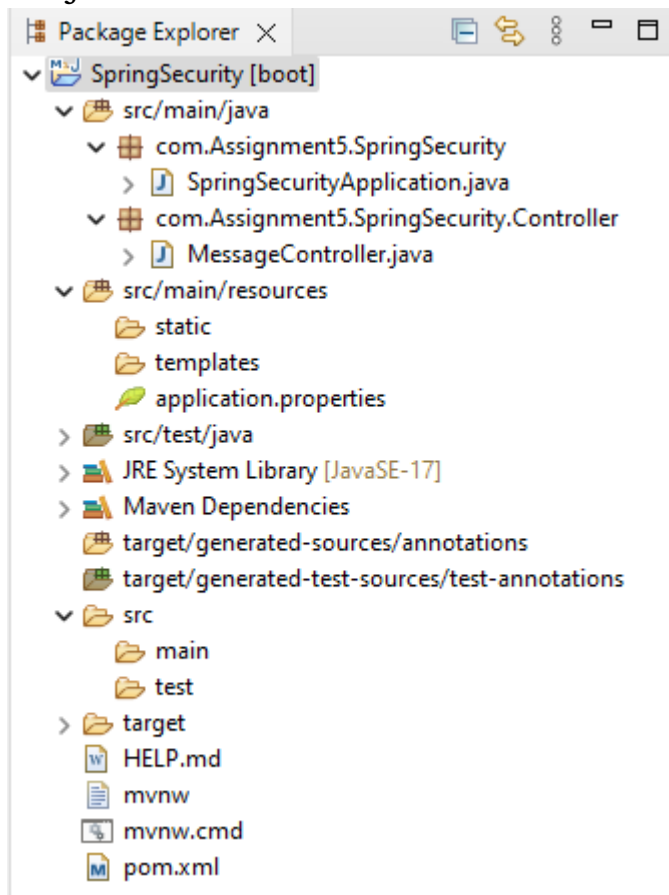 Package Explorer
SpringSecurity [boot]
src/main/java
com.Assignment5.SpringSecurity
SpringSecurityApplication.java
com.Assignment5.SpringSecurity.Controller
MessageController.java
src/main/resources
static
templates
application.properties
src/test/java
JRE System Library [JavaSE-17]
Maven Dependencies
target/generated-sources/annotations
target/generated-test-sources/test-annotations
src
main
test
target
HELP.md
mvnw
mvnw.cmd
pom.xml